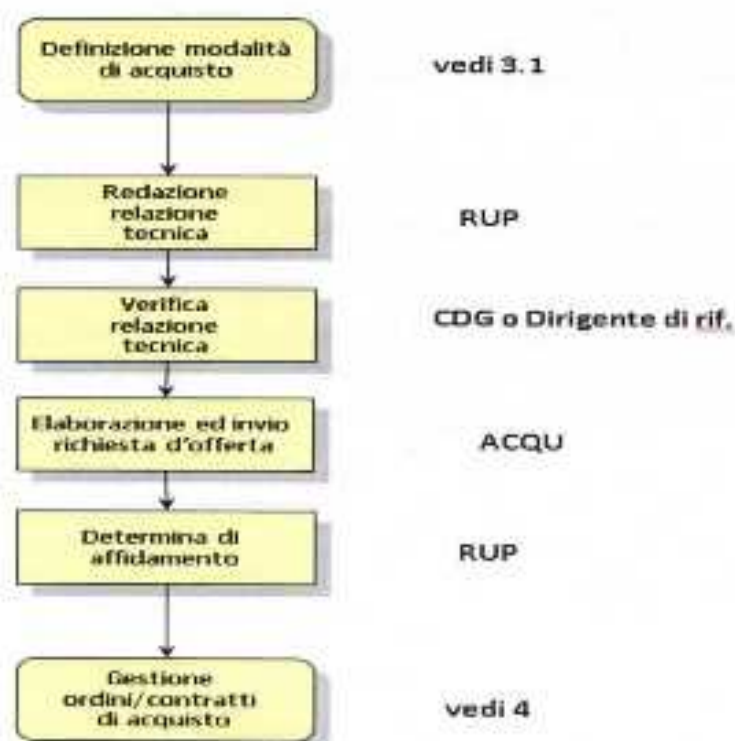 Definizione modalità
di acquisto
vedi 3.1
Redazione
relazione
tecnica
RUP
Verifica
relazione
tecnica
CDG o Dirigente di rif.
Elaborazione ed invio
richiesta d'offerta
ACQU
Determina di
affidamento
RUP
Gestione
ordini/contratti
di acquisto
vedi 4